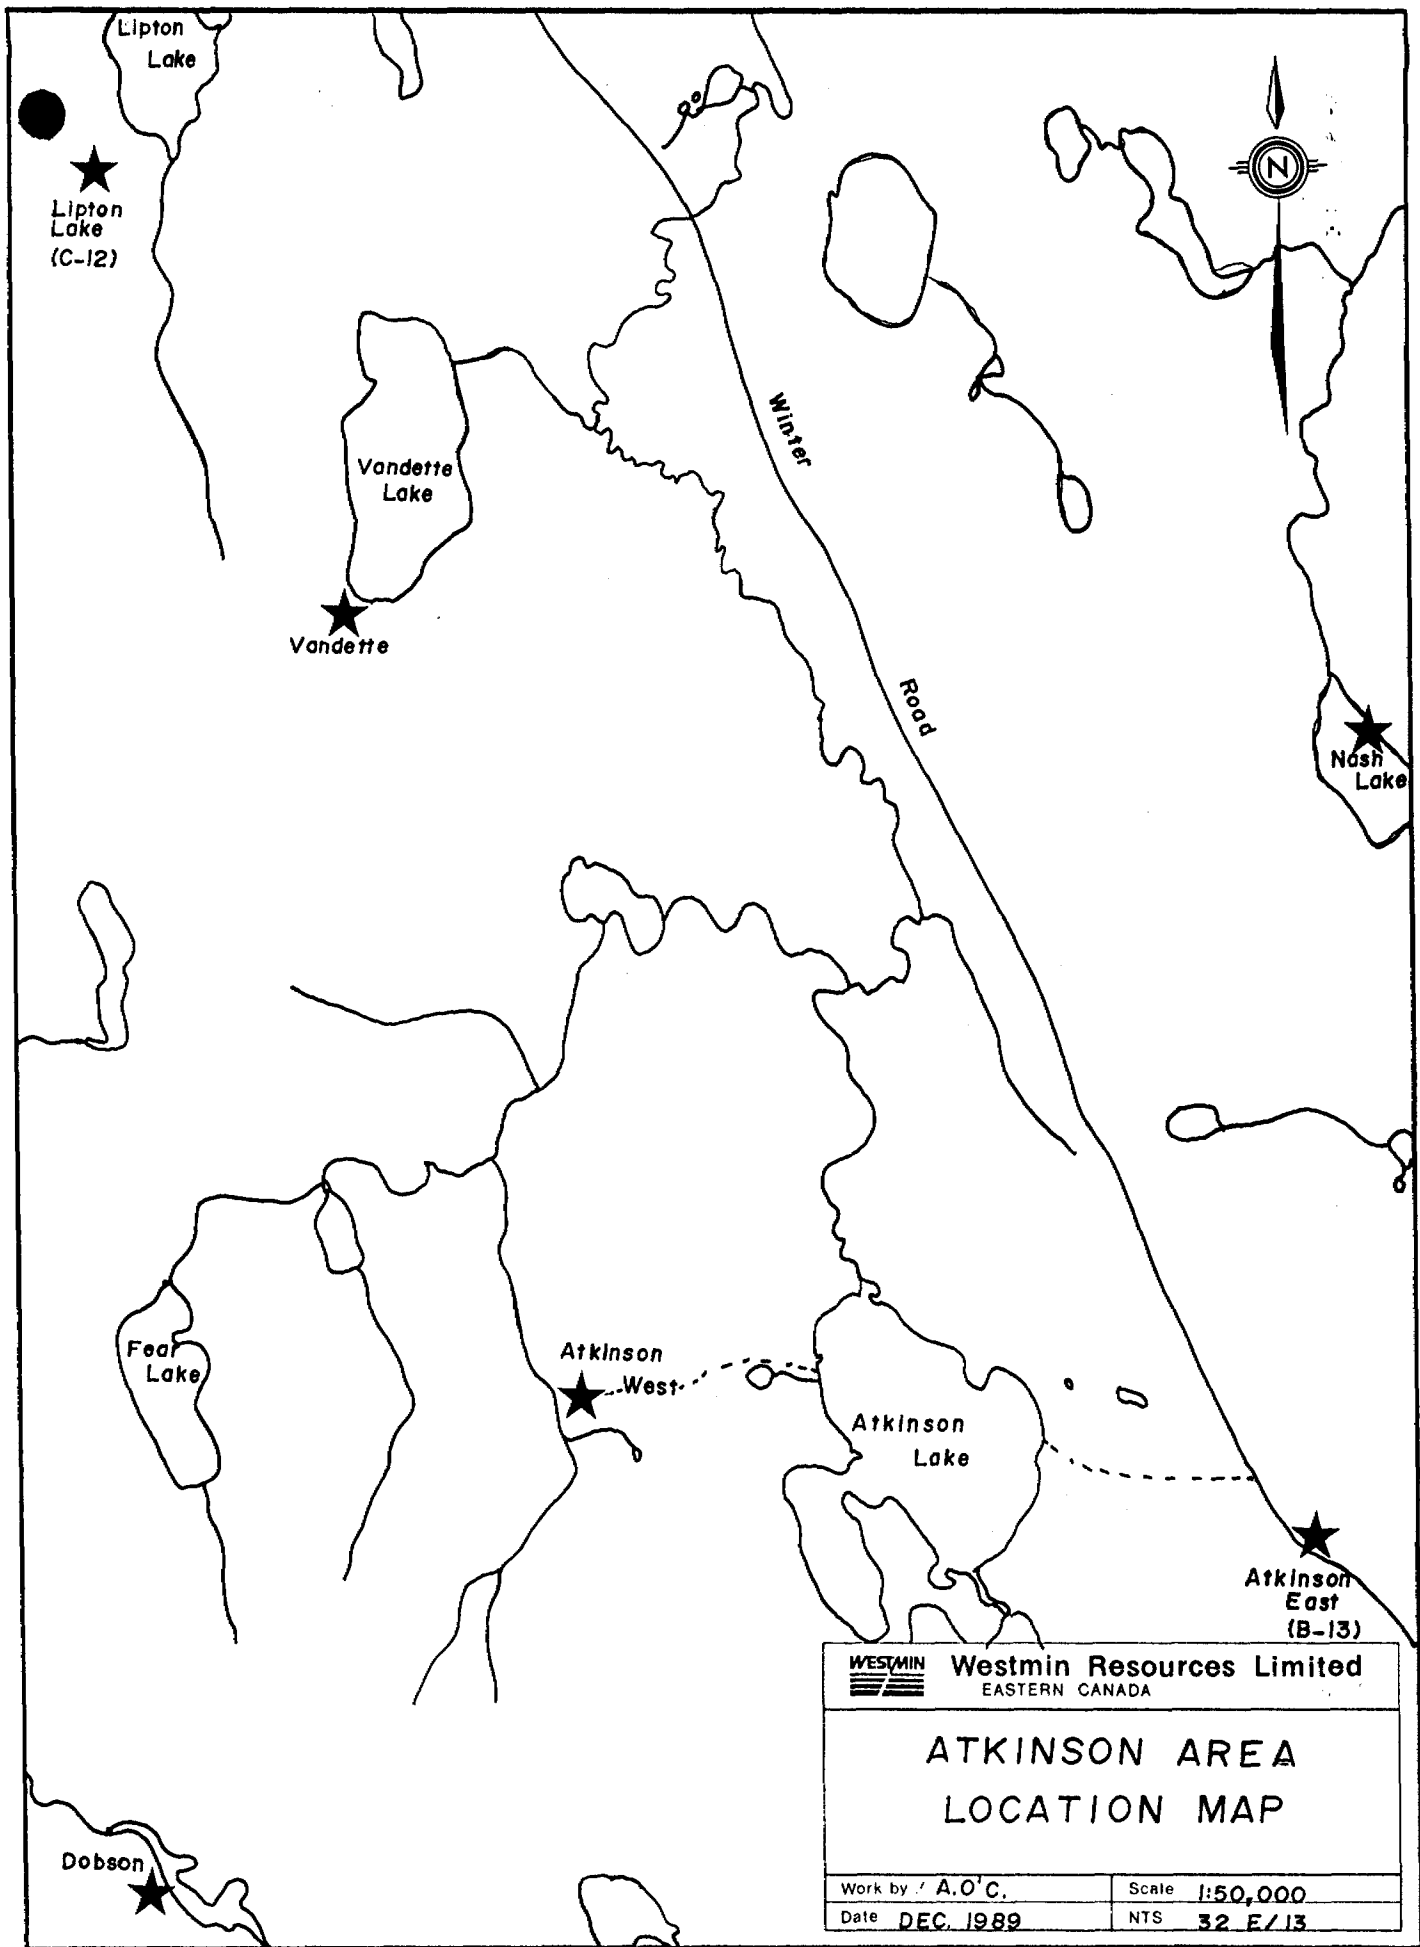 Lipton
Lake
N
Lipton
Lake
(C-12)
Winter
Road
Vandette
Lake
Vandette
Nash
Lake
Fear
Lake
Atkinson
West
Atkinson
Lake
Atkinson
East
(B-13)
WESTMIN
Westmin Resources Limited
EASTERN CANADA
ATKINSON AREA
LOCATION MAP
Work by A.O'C.
Scale 1:50,000
Date DEC. 1989
NTS 32 E/13
Dobson